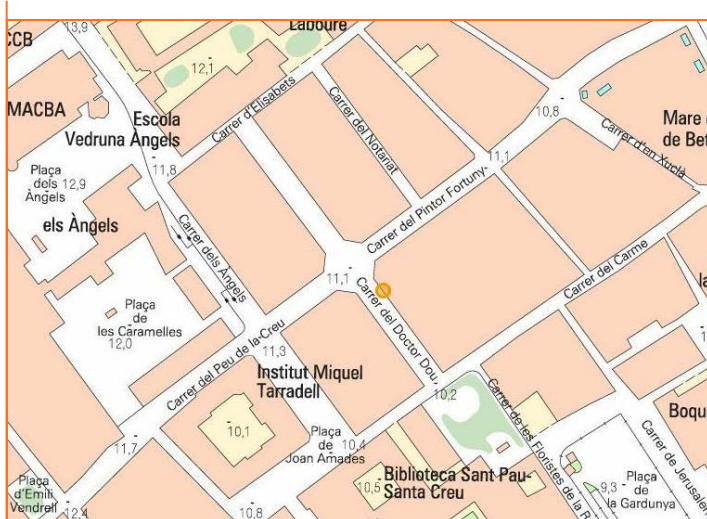 13,9
Labouré
CCB
12,1
MACBA
Escola
Vedruna Àngels
Carrer d'Elisabets
Carrer del Notariat
10,8
Mare
de Bet
Carrer d'en Xuclà
11,1
Plaça
dels
Àngels
12,9
11,8
els Àngels
Carrer dels Àngels
Carrer del Pintor Fortuny
Carrer del Carme
la
11,1
Carrer del Doctor Dou
Plaça
de
les Caramelles
12,0
Carrer del Peu de la Creu
11,3
Institut Miquel
Tarradell
10,2
Carrer de les Floristes de la R
Boqu
Carrer de Jerusale
10,1
Plaça
de
Joan Amades
10,4
11,7
Biblioteca Sant Pau-
Santa Creu
10,5
9,3
Plaça
de
la Gardunya
Plaça
d'Emili
Vendrell
12,4
10,8